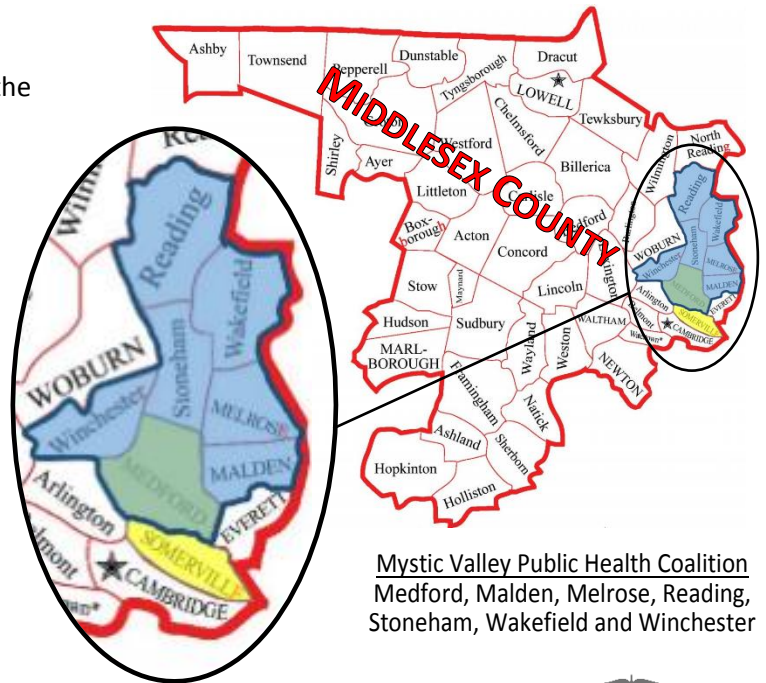 the
Ashby
Townsend
Pepperell
Dunstable
Tyngsborough
Dracut
LOWELL
Tewksbury
Chelmsford
Westford
Shirley
Ayer
Littleton
Billerica
Wilmington
North
Reading
MIDDLESEX COUNTY
Box-
borough
Acton
Concord
Lincoln
Stow
Maynard
Hudson
Sudbury
Wayland
Weston
WALTHAM
MARL-
BOROUGH
Framingham
Natick
NEWTON
Ashland
Sherborn
Hopkinton
Holliston
Reading
WOBURN
Stoneham
Wakefield
Winchester
MELROSE
MEDFORD
MALDEN
EVERETT
Arlington
SOMERVILLE
CAMBRIDGE
Reading
Wakefield
WOBURN
Stoneham
Winchester
MELROSE
MEDFORD
MALDEN
Arlington
EVERETT
SOMERVILLE
CAMBRIDGE
Mystic Valley Public Health Coalition
Medford, Malden, Melrose, Reading,
Stoneham, Wakefield and Winchester